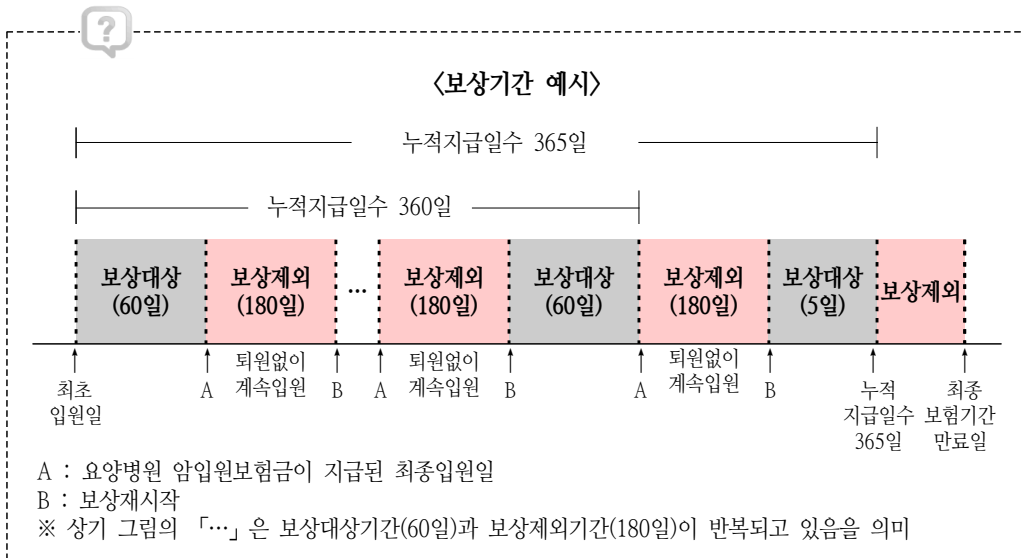 ?
<보상기간 예시>
누적지급일수 365일
누적지급일수 360일
보상대상 보상제외 보상제외 보상대상 보상제외 보상대상 보상제외
(60일) (180일) … (180일) (60일) (180일) (5일)
퇴원없이 퇴원없이 퇴원없이
최초 A 계속입원 B A 계속입원 B A 계속입원 B 누적 최종
입원일 지급일수 보험기간
365일 만료일
A : 요양병원 암입원보험금이 지급된 최종입원일
B : 보상재시작
※ 상기 그림의 「…」은 보상대상기간(60일)과 보상제외기간(180일)이 반복되고 있음을 의미